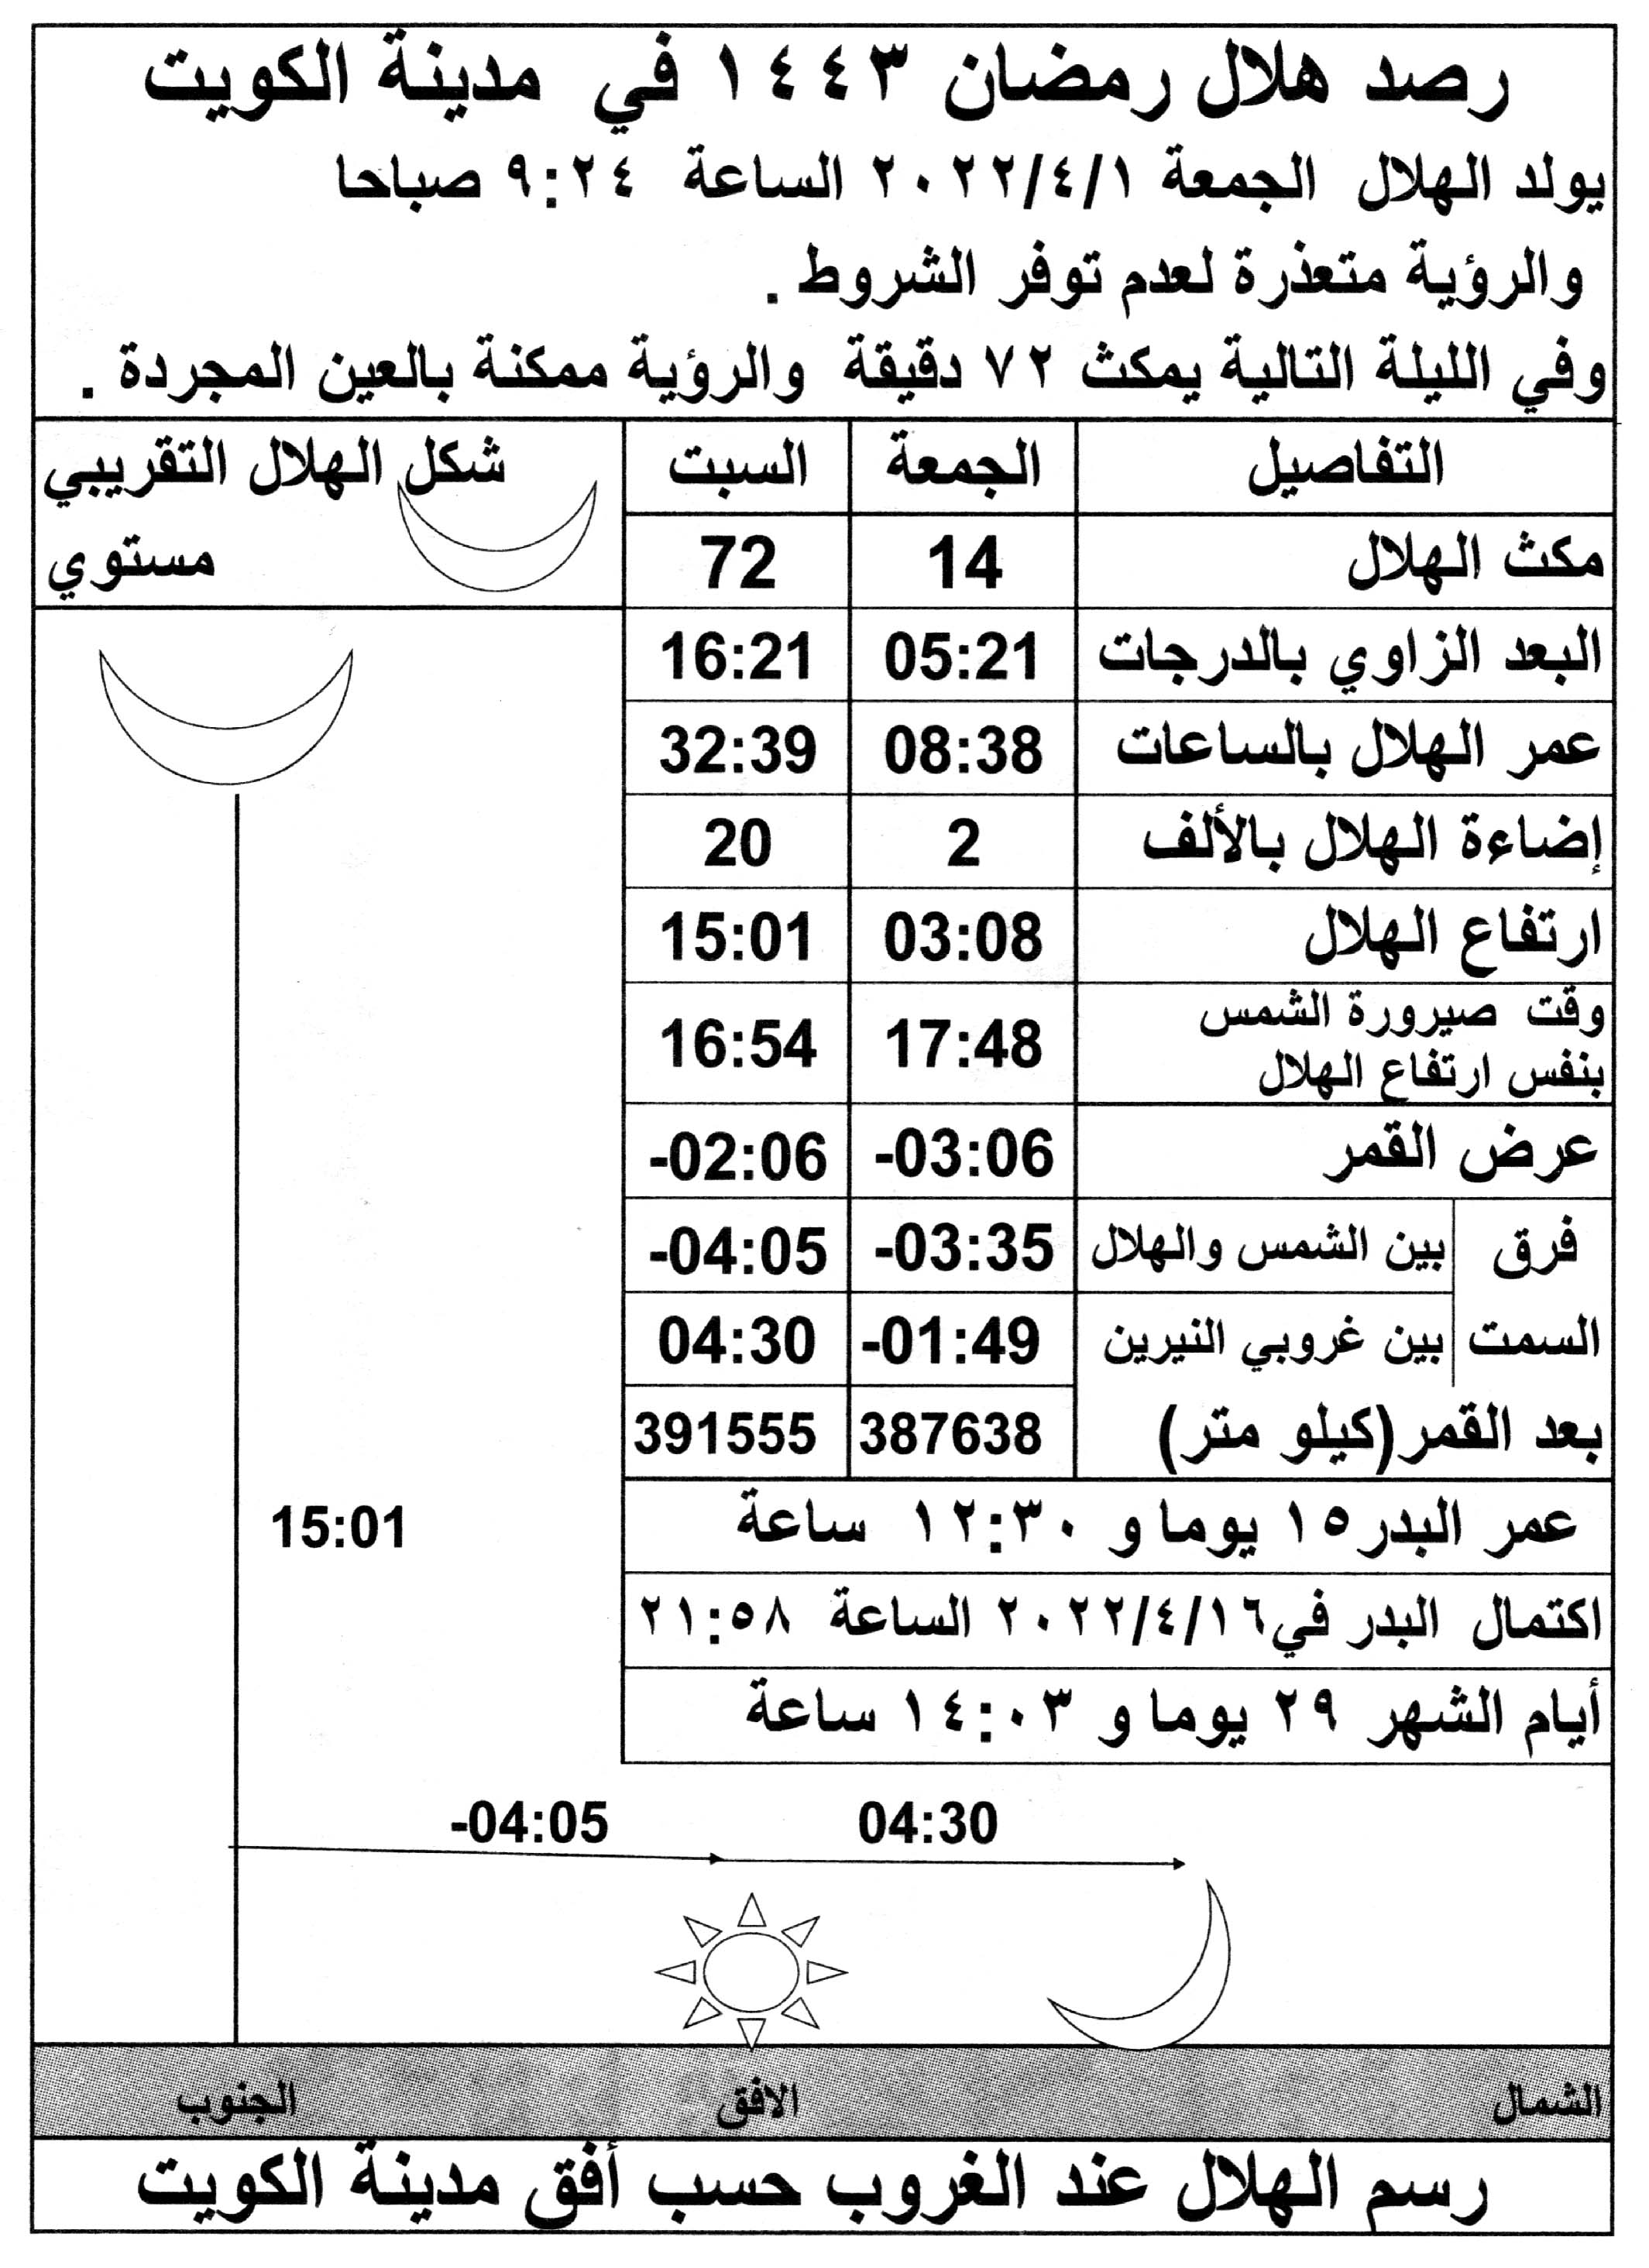 رصد هلال رمضان ١٤٤٣ في مدينة الكويت
يولد الهلال الجمعة ٢٠٢٢/٤/١ الساعة ٩:٢٤ صباحا
والرؤية متعذرة لعدم توفر الشروط .
وفي الليلة التالية يمكث ٧٢ دقيقة والرؤية ممكنة بالعين المجردة .
التفاصيل الجمعة السبت شكل الهلال التقريبي
مكث الهلال 14 72 مستوي
البعد الزاوي بالدرجات 05:21 16:21
عمر الهلال بالساعات 08:38 32:39
إضاءة الهلال بالألف 2 20
ارتفاع الهلال 03:08 15:01
وقت صيرورة الشمس
بنفس ارتفاع الهلال 17:48 16:54
عرض القمر -03:06 -02:06
فرق بين الشمس والهلال -03:35 -04:05
السمت بين غروبي النيرين -01:49 04:30
بعد القمر(كيلو متر) 387638 391555
عمر البدر١٥ يوما و ١٢:٣٠ ساعة
15:01
اكتمال البدر في٢٠٢٢/٤/١٦ الساعة ٢١:٥٨
أيام الشهر ٢٩ يوما و ١٤:٠٣ ساعة
04:30 -04:05
الشمال الافق الجنوب
رسم الهلال عند الغروب حسب أفق مدينة الكويت